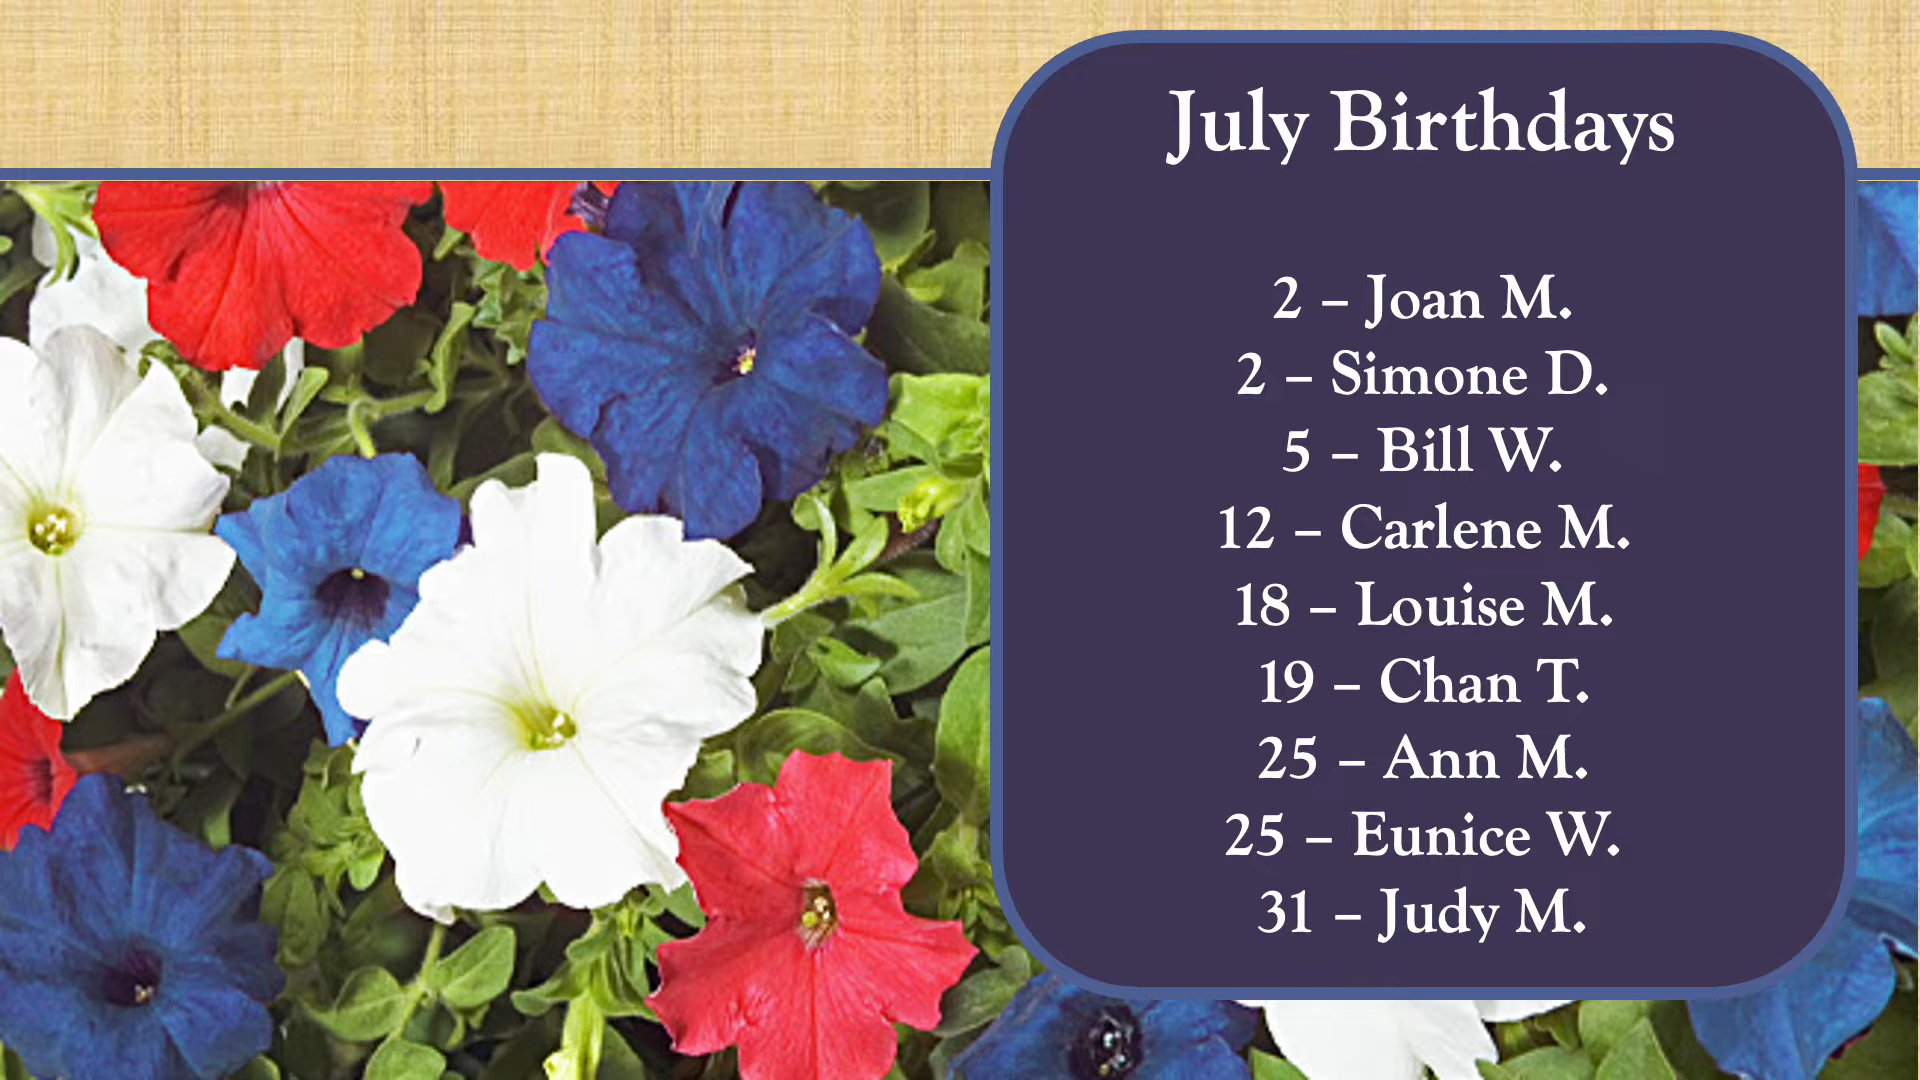 July Birthdays
2 – Joan M.
2 – Simone D.
5 – Bill W.
12 – Carlene M.
18 – Louise M.
19 – Chan T.
25 – Ann M.
25 – Eunice W.
31 – Judy M.